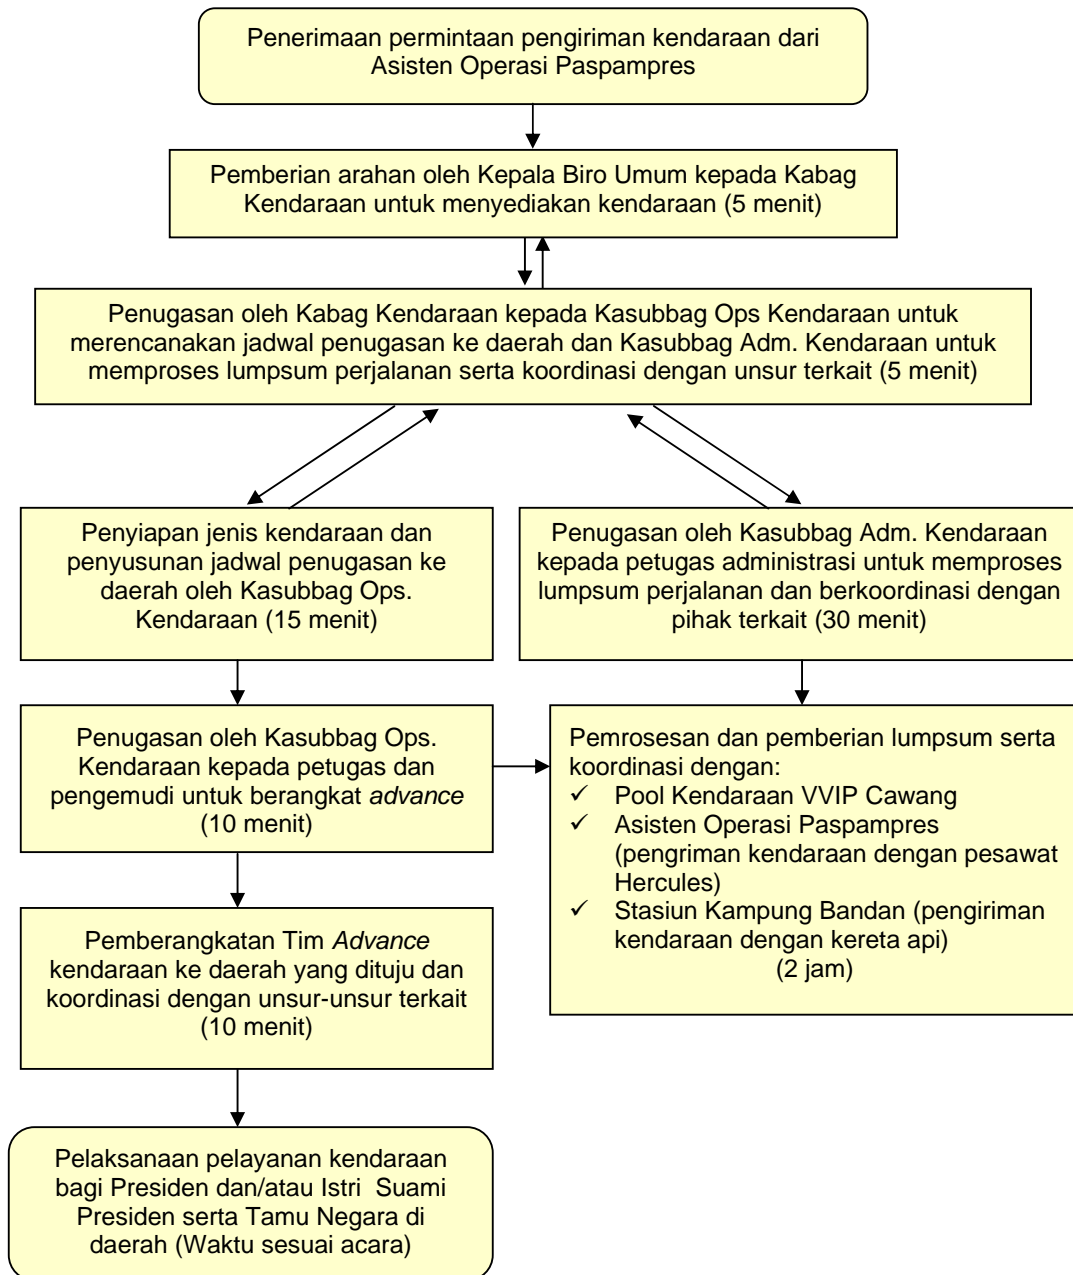 Penerimaan permintaan pengiriman kendaraan dari
Asisten Operasi Paspampres
Pemberian arahan oleh Kepala Biro Umum kepada Kabag
Kendaraan untuk menyediakan kendaraan (5 menit)
Penugasan oleh Kabag Kendaraan kepada Kasubbag Ops Kendaraan untuk
merencanakan jadwal penugasan ke daerah dan Kasubbag Adm. Kendaraan untuk
memproses lumpsum perjalanan serta koordinasi dengan unsur terkait (5 menit)
Penyiapan jenis kendaraan dan
penyusunan jadwal penugasan ke
daerah oleh Kasubbag Ops.
Kendaraan (15 menit)
Penugasan oleh Kasubbag Adm. Kendaraan
kepada petugas administrasi untuk memproses
lumpsum perjalanan dan berkoordinasi dengan
pihak terkait (30 menit)
Penugasan oleh Kasubbag Ops.
Kendaraan kepada petugas dan
pengemudi untuk berangkat advance
(10 menit)
Pemrosesan dan pemberian lumpsum serta
koordinasi dengan:
✓ Pool Kendaraan VVIP Cawang
✓ Asisten Operasi Paspampres
(pengriman kendaraan dengan pesawat
Hercules)
✓ Stasiun Kampung Bandan (pengiriman
kendaraan dengan kereta api)
(2 jam)
Pemberangkatan Tim Advance
kendaraan ke daerah yang dituju dan
koordinasi dengan unsur-unsur terkait
(10 menit)
Pelaksanaan pelayanan kendaraan
bagi Presiden dan/atau Istri Suami
Presiden serta Tamu Negara di
daerah (Waktu sesuai acara)